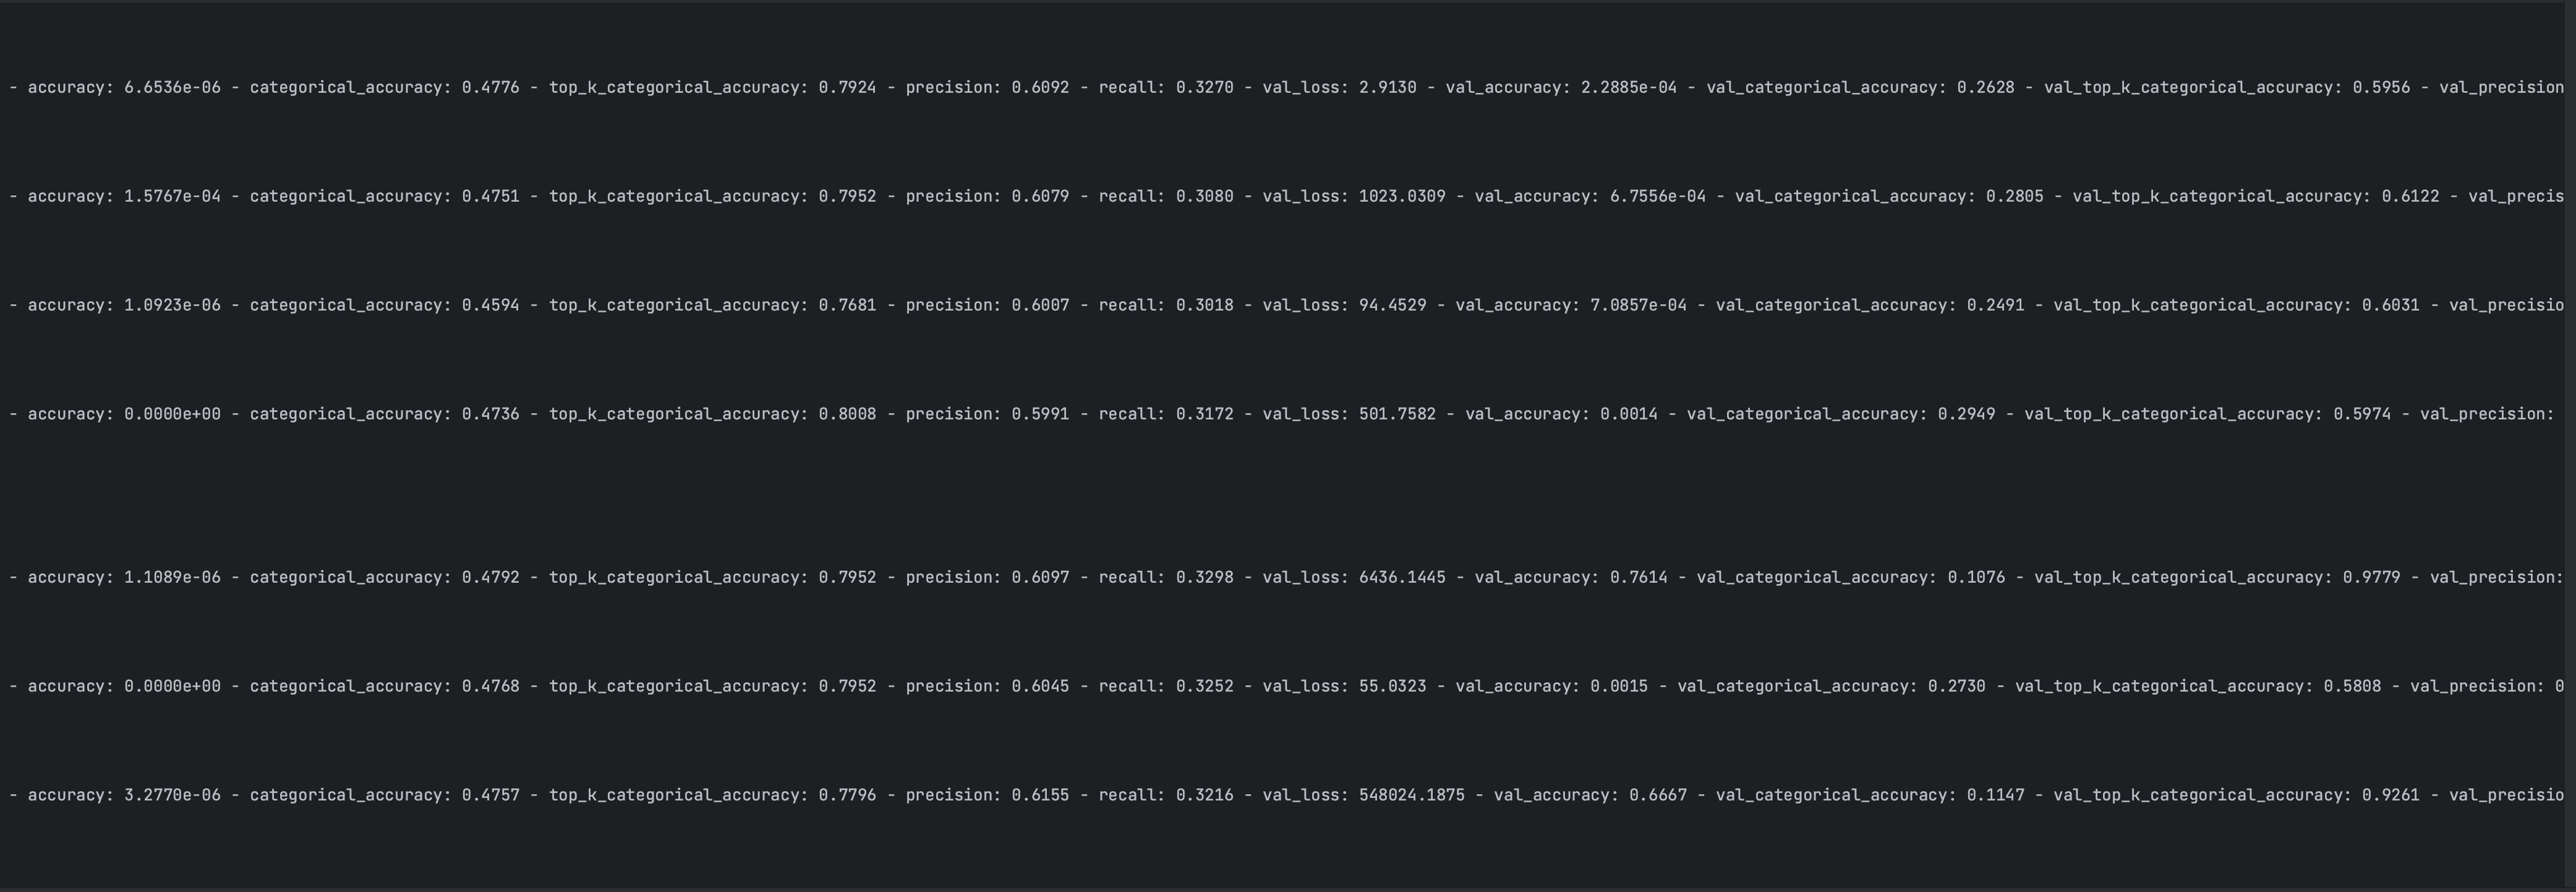 - accuracy: 6.6536e-06 - categorical_accuracy: 0.4776 - top_k_categorical_accuracy: 0.7924 - precision: 0.6092 - recall: 0.3270 - val_loss: 2.9130 - val_accuracy: 2.2885e-04 - val_categorical_accuracy: 0.2628 - val_top_k_categorical_accuracy: 0.5956 - val_precision
- accuracy: 1.5767e-04 - categorical_accuracy: 0.4751 - top_k_categorical_accuracy: 0.7952 - precision: 0.6079 - recall: 0.3080 - val_loss: 1023.0309 - val_accuracy: 6.7556e-04 - val_categorical_accuracy: 0.2805 - val_top_k_categorical_accuracy: 0.6122 - val_precis
- accuracy: 1.0923e-06 - categorical_accuracy: 0.4594 - top_k_categorical_accuracy: 0.7681 - precision: 0.6007 - recall: 0.3018 - val_loss: 94.4529 - val_accuracy: 7.0857e-04 - val_categorical_accuracy: 0.2491 - val_top_k_categorical_accuracy: 0.6031 - val_precisio
- accuracy: 0.0000e+00 - categorical_accuracy: 0.4736 - top_k_categorical_accuracy: 0.8008 - precision: 0.5991 - recall: 0.3172 - val_loss: 501.7582 - val_accuracy: 0.0014 - val_categorical_accuracy: 0.2949 - val_top_k_categorical_accuracy: 0.5974 - val_precision:
- accuracy: 1.1089e-06 - categorical_accuracy: 0.4792 - top_k_categorical_accuracy: 0.7952 - precision: 0.6097 - recall: 0.3298 - val_loss: 6436.1445 - val_accuracy: 0.7614 - val_categorical_accuracy: 0.1076 - val_top_k_categorical_accuracy: 0.9779 - val_precision:
- accuracy: 0.0000e+00 - categorical_accuracy: 0.4768 - top_k_categorical_accuracy: 0.7952 - precision: 0.6045 - recall: 0.3252 - val_loss: 55.0323 - val_accuracy: 0.0015 - val_categorical_accuracy: 0.2730 - val_top_k_categorical_accuracy: 0.5808 - val_precision: 0
- accuracy: 3.2770e-06 - categorical_accuracy: 0.4757 - top_k_categorical_accuracy: 0.7796 - precision: 0.6155 - recall: 0.3216 - val_loss: 548024.1875 - val_accuracy: 0.6667 - val_categorical_accuracy: 0.1147 - val_top_k_categorical_accuracy: 0.9261 - val_precisio